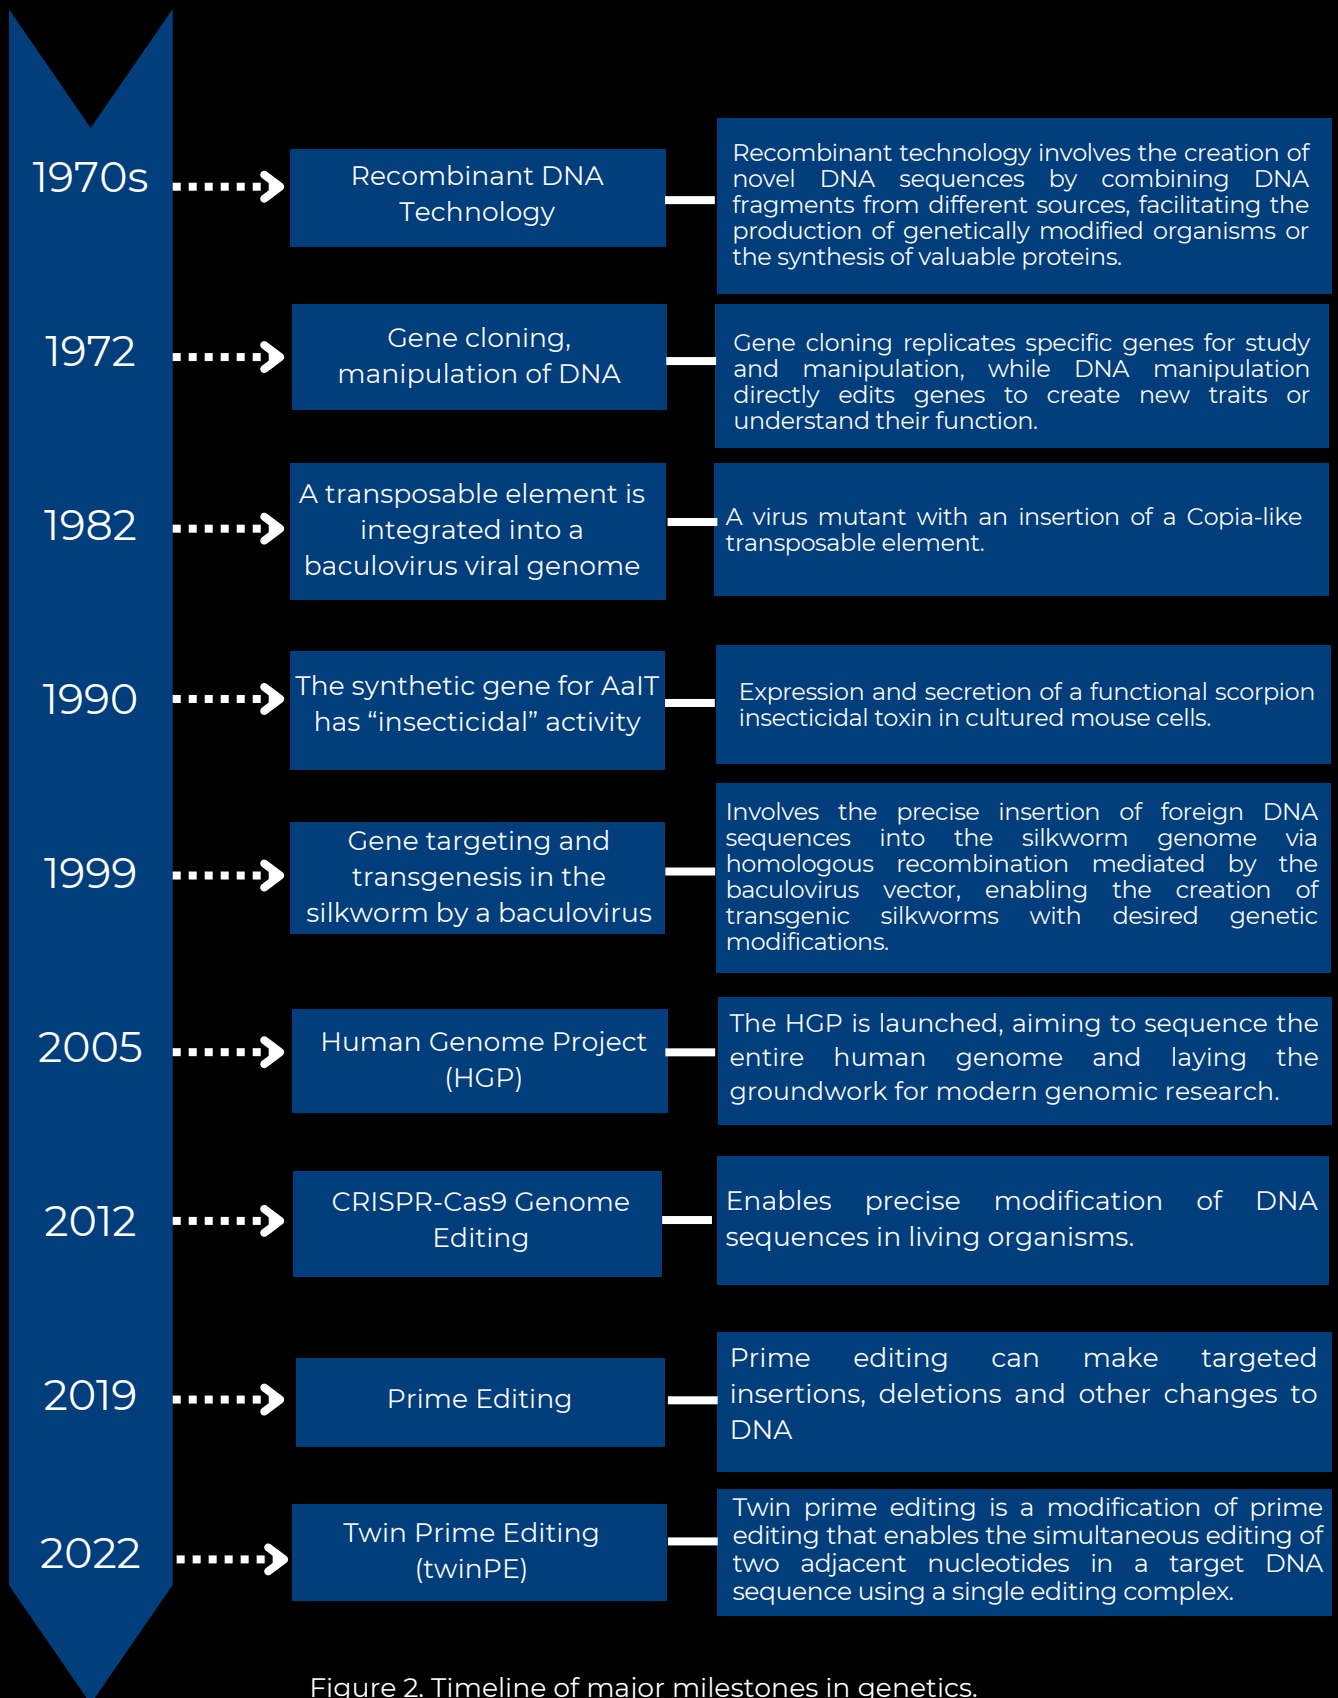 1970s
Recombinant DNA
Technology
Recombinant technology involves the creation of
novel DNA sequences by combining DNA
fragments from different sources, facilitating the
production of genetically modified organisms or
the synthesis of valuable proteins.
1972
Gene cloning,
manipulation of DNA
Gene cloning replicates specific genes for study
and manipulation, while DNA manipulation
directly edits genes to create new traits or
understand their function.
1982
A transposable element is
integrated into a
baculovirus viral genome
A virus mutant with an insertion of a Copia-like
transposable element.
1990
The synthetic gene for AaIT
has “insecticidal” activity
Expression and secretion of a functional scorpion
insecticidal toxin in cultured mouse cells.
1999
Gene targeting and
transgenesis in the
silkworm by a baculovirus
Involves the precise insertion of foreign DNA
sequences into the silkworm genome via
homologous recombination mediated by the
baculovirus vector, enabling the creation of
transgenic silkworms with desired genetic
modifications.
2005
Human Genome Project
(HGP)
The HGP is launched, aiming to sequence the
entire human genome and laying the
groundwork for modern genomic research.
2012
CRISPR-Cas9 Genome
Editing
Enables precise modification of DNA
sequences in living organisms.
2019
Prime Editing
Prime editing can make targeted
insertions, deletions and other changes to
DNA
2022
Twin Prime Editing
(twinPE)
Twin prime editing is a modification of prime
editing that enables the simultaneous editing of
two adjacent nucleotides in a target DNA
sequence using a single editing complex.
Figure 2. Timeline of major milestones in genetics.